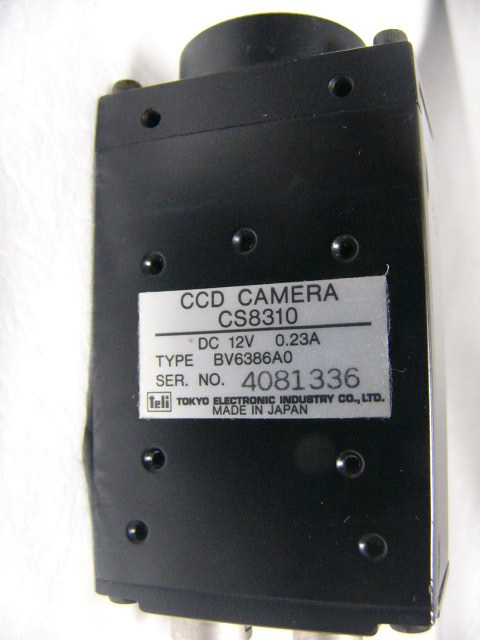 CCD CAMERA
CS8310
DC 12V 0.23A
TYPE BV6386A0
SER. NO. 4081336
teli TOKYO ELECTRONIC INDUSTRY CO., LTD.
MADE IN JAPAN